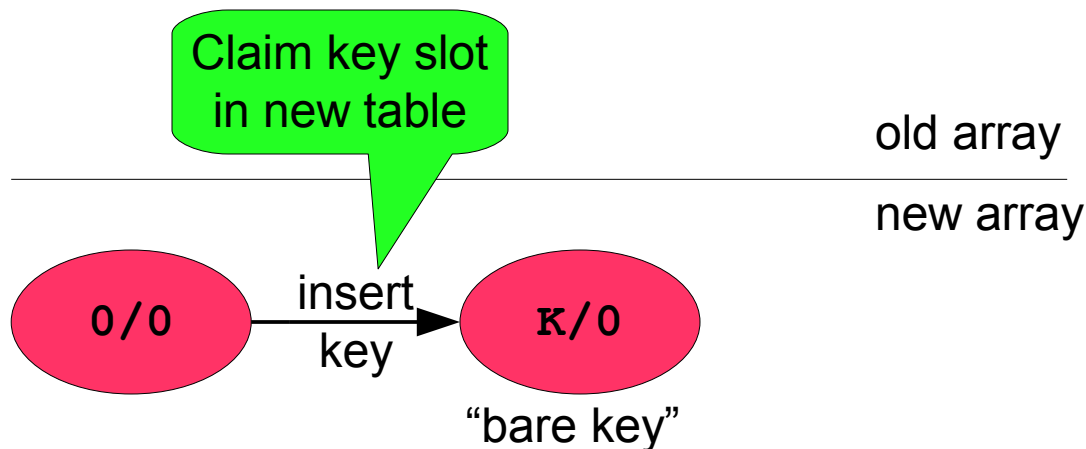 Claim key slot
in new table
old array
new array
0/0
insert
key
K/0
“bare key”